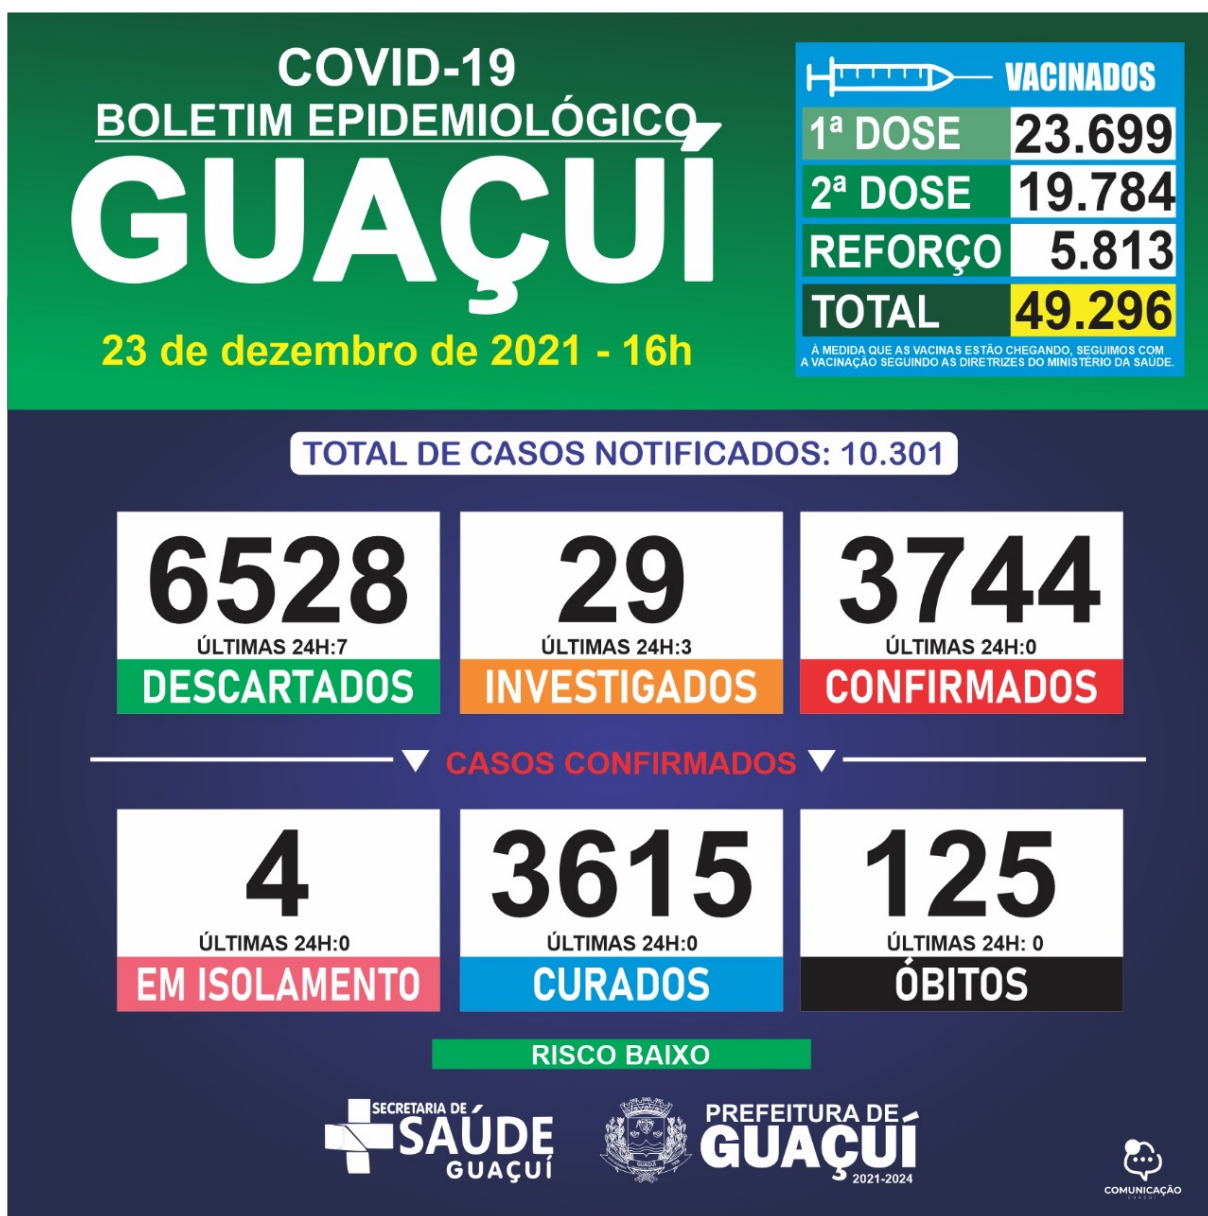 COVID-19
BOLETIM EPIDEMIOLÓGICO
GUAÇUÍ
23 de dezembro de 2021 - 16h
VACINADOS
1ª DOSE 23.699
2ª DOSE 19.784
REFORÇO 5.813
TOTAL 49.296
À MEDIDA QUE AS VACINAS ESTÃO CHEGANDO, SEGUIMOS COM
A VACINAÇÃO SEGUINDO AS DIRETRIZES DO MINISTÉRIO DA SAÚDE.
TOTAL DE CASOS NOTIFICADOS: 10.301
6528
ÚLTIMAS 24H:7
DESCARTADOS
29
ÚLTIMAS 24H:3
INVESTIGADOS
3744
ÚLTIMAS 24H:0
CONFIRMADOS
CASOS CONFIRMADOS
4
ÚLTIMAS 24H:0
EM ISOLAMENTO
3615
ÚLTIMAS 24H:0
CURADOS
125
ÚLTIMAS 24H: 0
ÓBITOS
RISCO BAIXO
SECRETARIA DE
SAÚDE
GUAÇUÍ
GUAÇUÍ
PREFEITURA DE
GUAÇUÍ
2021-2024
COMUNICAÇÃO
GUAÇUÍ